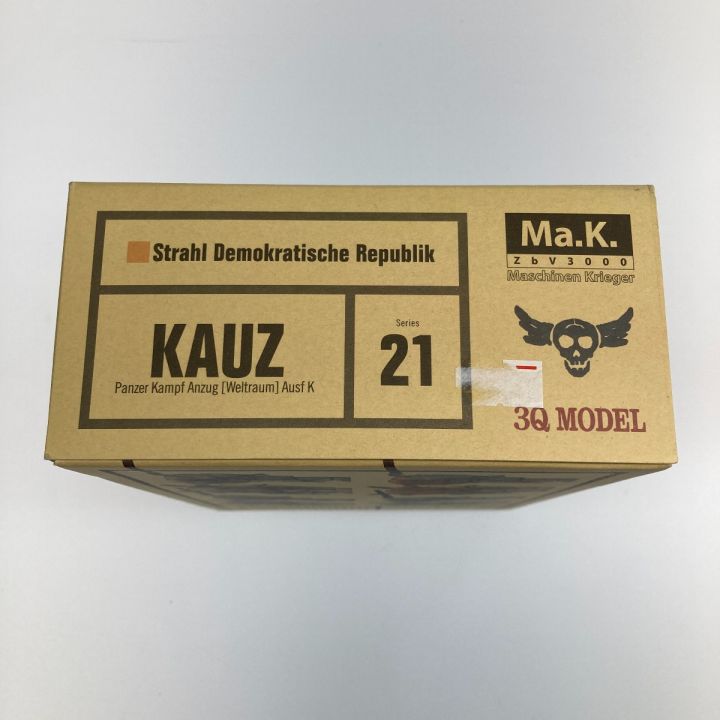 Strahl Demokratische Republik
KAUZ
Panzer Kampf Anzug [Weltraum] Ausf K
Series
21
Ma.K.
ZbV3000
Maschinen Krieger
3Q MODEL